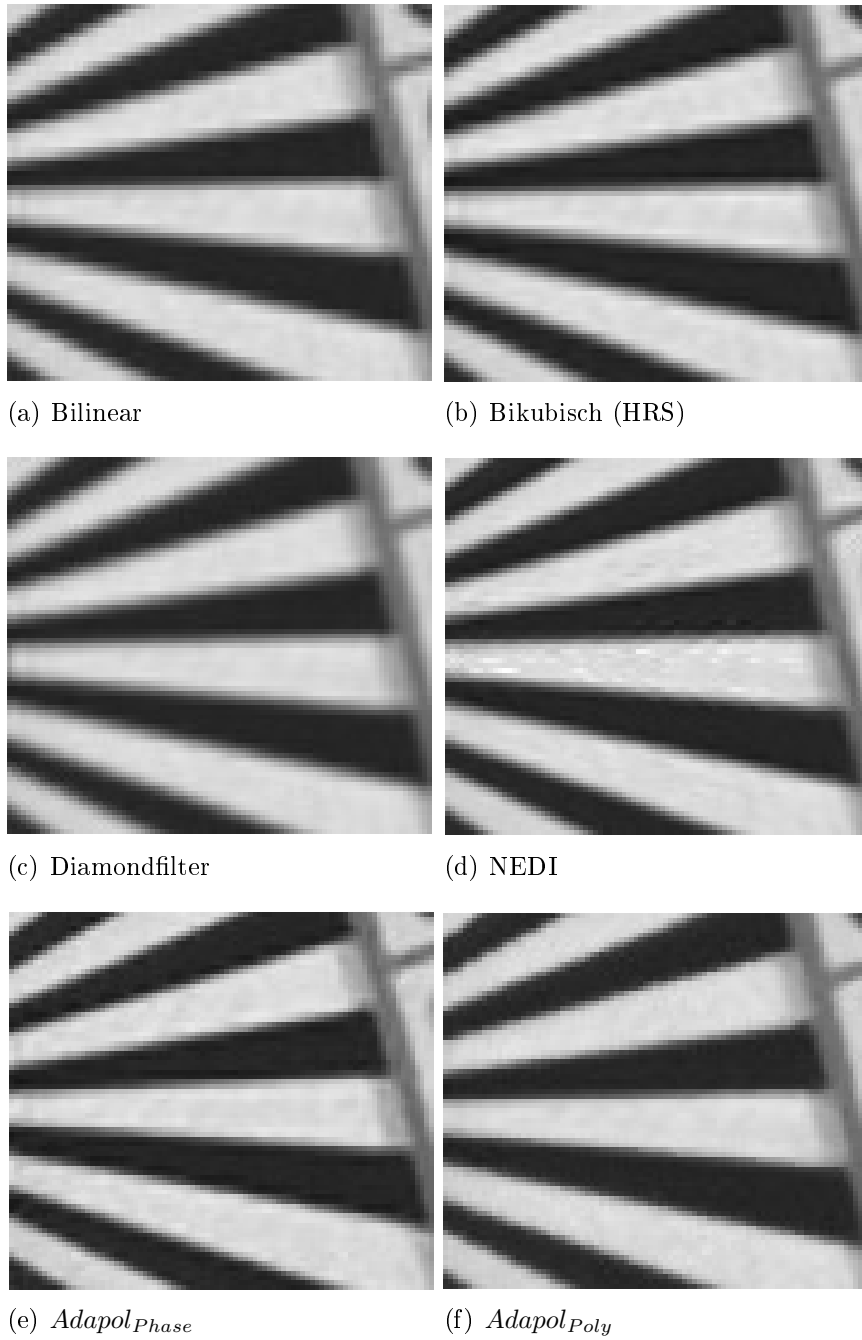 (a) Bilinear
(b) Bikubisch (HRS)
(c) Diamondfilter
(d) NEDI
(e) Adapol_Phase
(f) Adapol_Poly